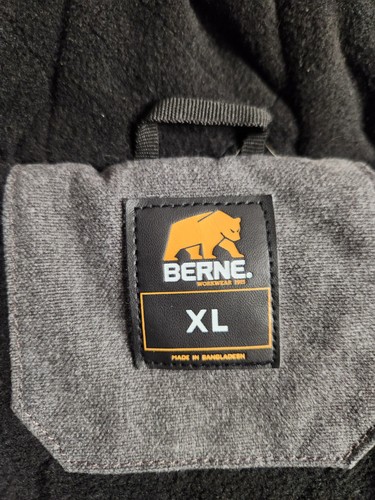 BERNE.
WORKWEAR 1915
XL
MADE IN BANGLADESH